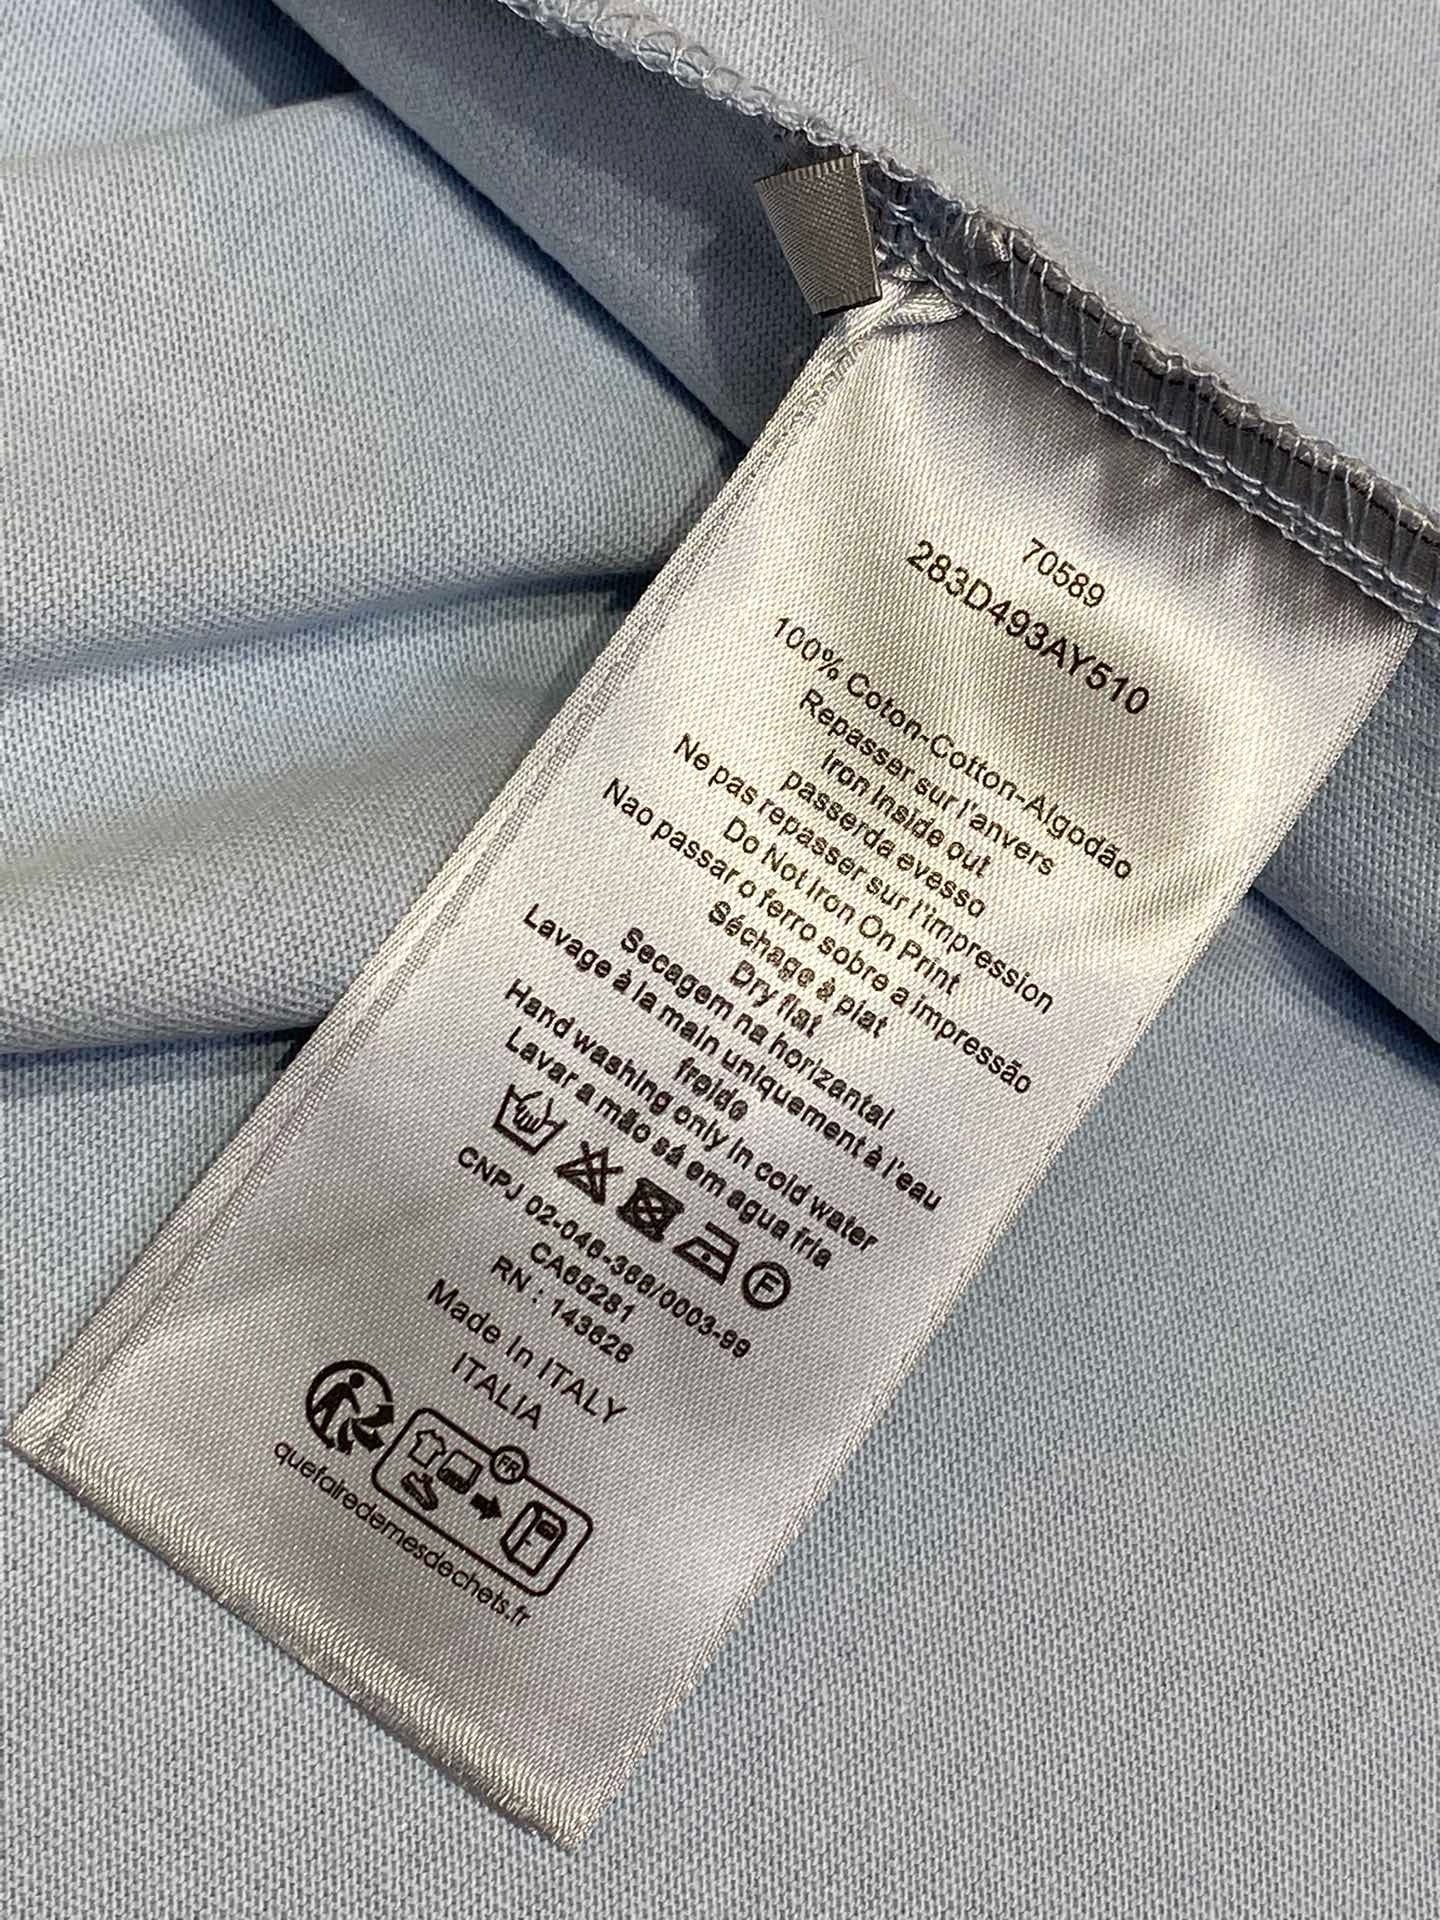 70589
283D493AY510
100% Coton-Cotton-Algodão
Repasser sur l'anvers
Iron Inside out
passerda evesso
Ne pas repasser sur l'impression
Do Not Iron On Print
Nao passar o ferro sobre a impressão
Séchage à plat
Dry flat
Secagem na horizantal
Lavage à la main uniquement à l'eau
froide
Hand washing only in cold water
Lavar a mão sá em agua fria
F
CNPJ 02-046-368/0003-99
CA65281
RN : 143626
Made In ITALY
ITALIA
FR
quefairedemesdechets.fr